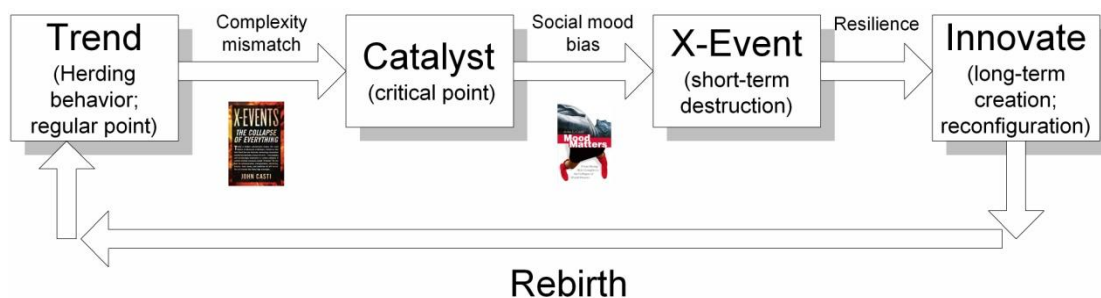 Trend
(Herding
behavior;
regular point)
Complexity
mismatch
Catalyst
(critical point)
Social mood
bias
X-Event
(short-term
destruction)
Resilience
Innovate
(long-term
creation;
reconfiguration)
X-EVENTS
THE COLLAPSE
OF EVERYTHING
JOHN CASTI
Mood
Matters
Rebirth